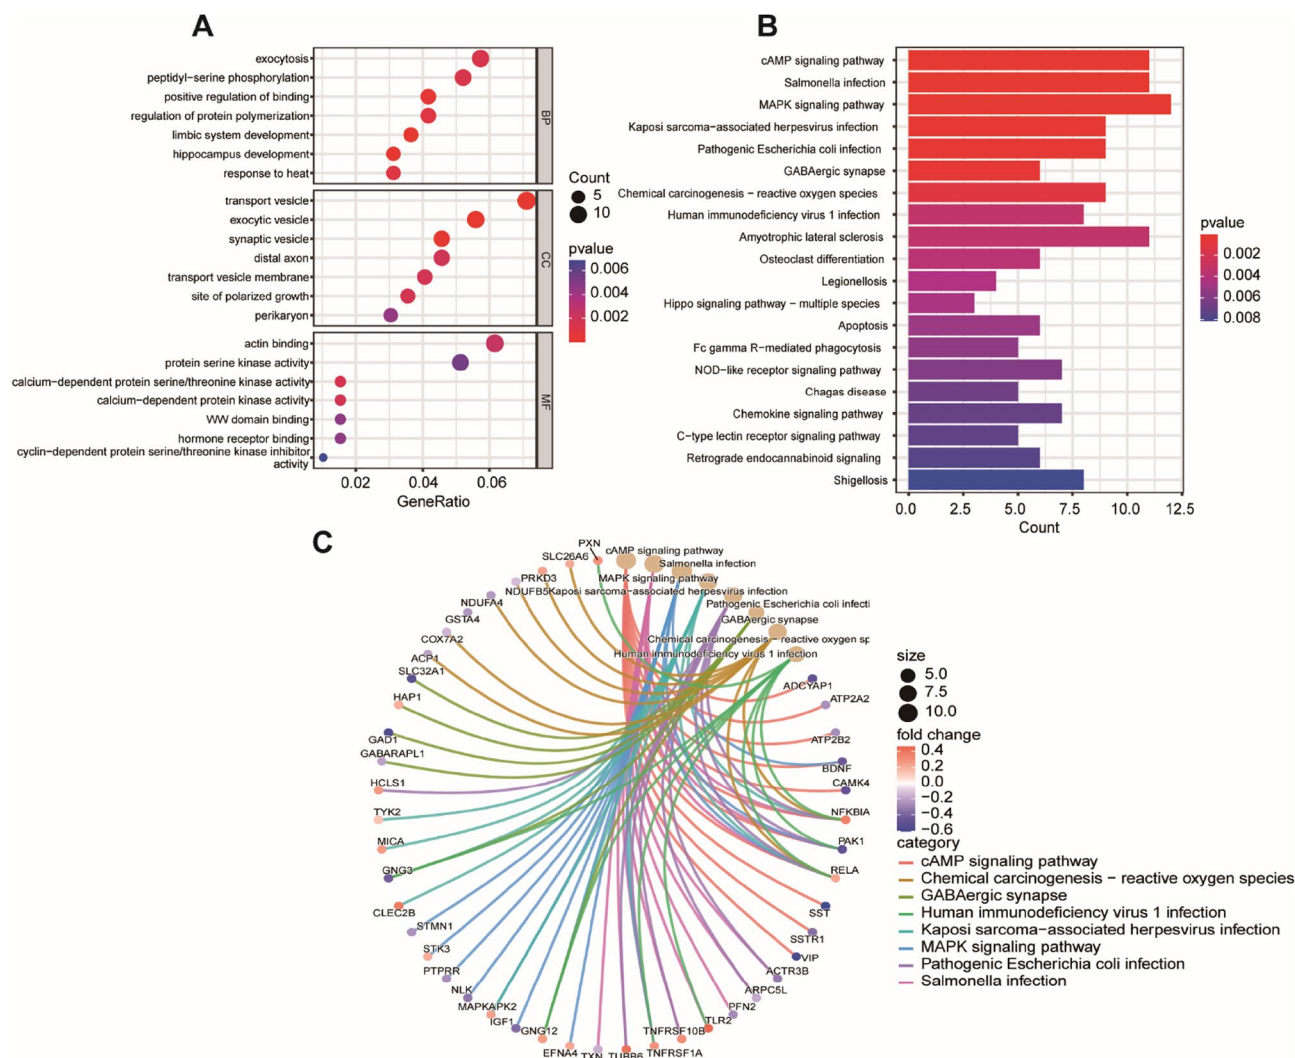 A
exocytosis
peptidyl−serine phosphorylation
positive regulation of binding
regulation of protein polymerization
limbic system development
hippocampus development
response to heat
BP
transport vesicle
exocytic vesicle
synaptic vesicle
distal axon
transport vesicle membrane
site of polarized growth
perikaryon
CC
actin binding
protein serine kinase activity
calcium−dependent protein serine/threonine kinase activity
calcium−dependent protein kinase activity
WW domain binding
hormone receptor binding
cyclin−dependent protein serine/threonine kinase inhibitor
activity
MF
0.02 0.04 0.06
GeneRatio
Count
5
10
pvalue
0.006
0.004
0.002
B
cAMP signaling pathway
Salmonella infection
MAPK signaling pathway
Kaposi sarcoma−associated herpesvirus infection
Pathogenic Escherichia coli infection
GABAergic synapse
Chemical carcinogenesis − reactive oxygen species
Human immunodeficiency virus 1 infection
Amyotrophic lateral sclerosis
Osteoclast differentiation
Legionellosis
Hippo signaling pathway − multiple species
Apoptosis
Fc gamma R−mediated phagocytosis
NOD−like receptor signaling pathway
Chagas disease
Chemokine signaling pathway
C−type lectin receptor signaling pathway
Retrograde endocannabinoid signaling
Shigellosis
0.0 2.5 5.0 7.5 10.0 12.5
Count
pvalue
0.002
0.004
0.006
0.008
C
PXN
SLC26A6
PRKD3
NDUFB5
NDUFA4
GSTA4
COX7A2
ACP1
SLC32A1
HAP1
GAD1
GABARAPL1
HCLS1
TYK2
MICA
GNG3
CLEC2B
STMN1
STK3
PTPRR
NLK
MAPKAPK2
IGF1
GNG12
EFNA4
TXN
TUBB6
TNFRSF1A
TNFRSF10B
TLR2
PFN2
ARPC5L
ACTR3B
VIP
SSTR1
SST
RELA
PAK1
NFKBIA
CAMK4
BDNF
ATP2B2
ATP2A2
ADCYAP1
cAMP signaling pathway
Salmonella infection
MAPK signaling pathway
Kaposi sarcoma−associated herpesvirus infection
Pathogenic Escherichia coli infecti
GABAergic synapse
Chemical carcinogenesis − reactive oxygen sp
Human immunodeficiency virus 1 infection
size
5.0
7.5
10.0
fold change
0.4
0.2
0.0
−0.2
−0.4
−0.6
category
cAMP signaling pathway
Chemical carcinogenesis − reactive oxygen species
GABAergic synapse
Human immunodeficiency virus 1 infection
Kaposi sarcoma−associated herpesvirus infection
MAPK signaling pathway
Pathogenic Escherichia coli infection
Salmonella infection